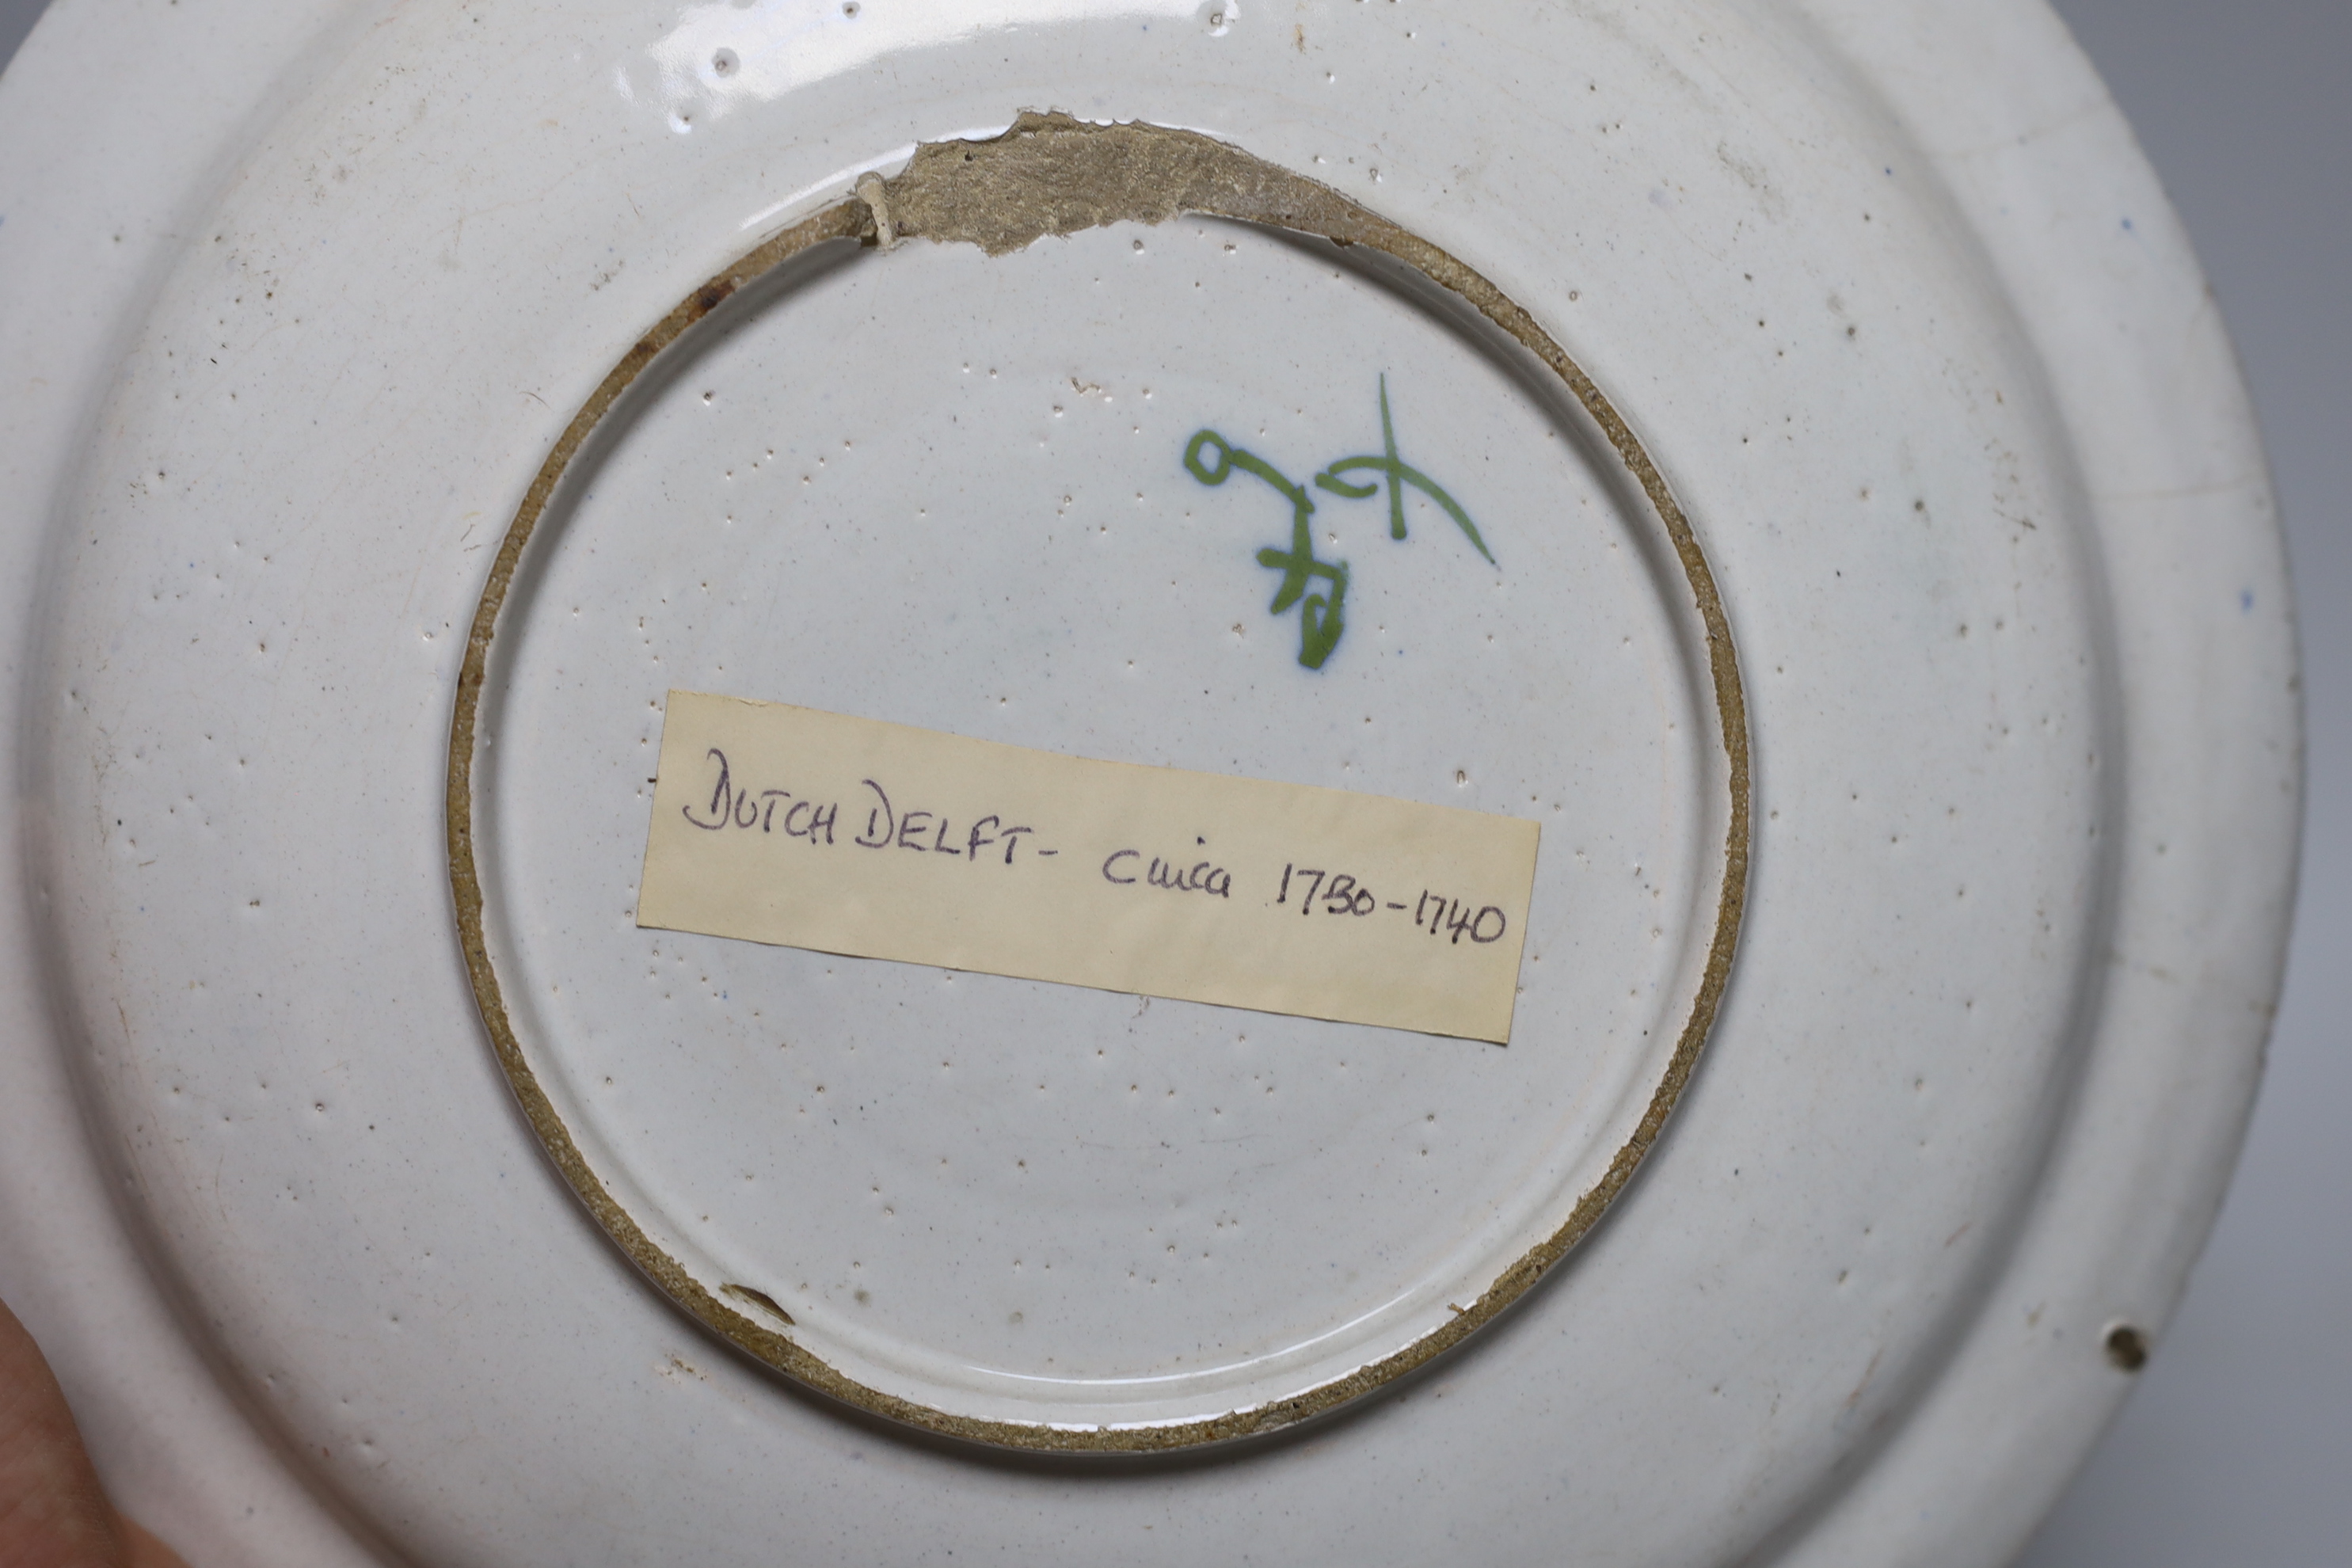 DUTCH DELFT - circa 1730-1740